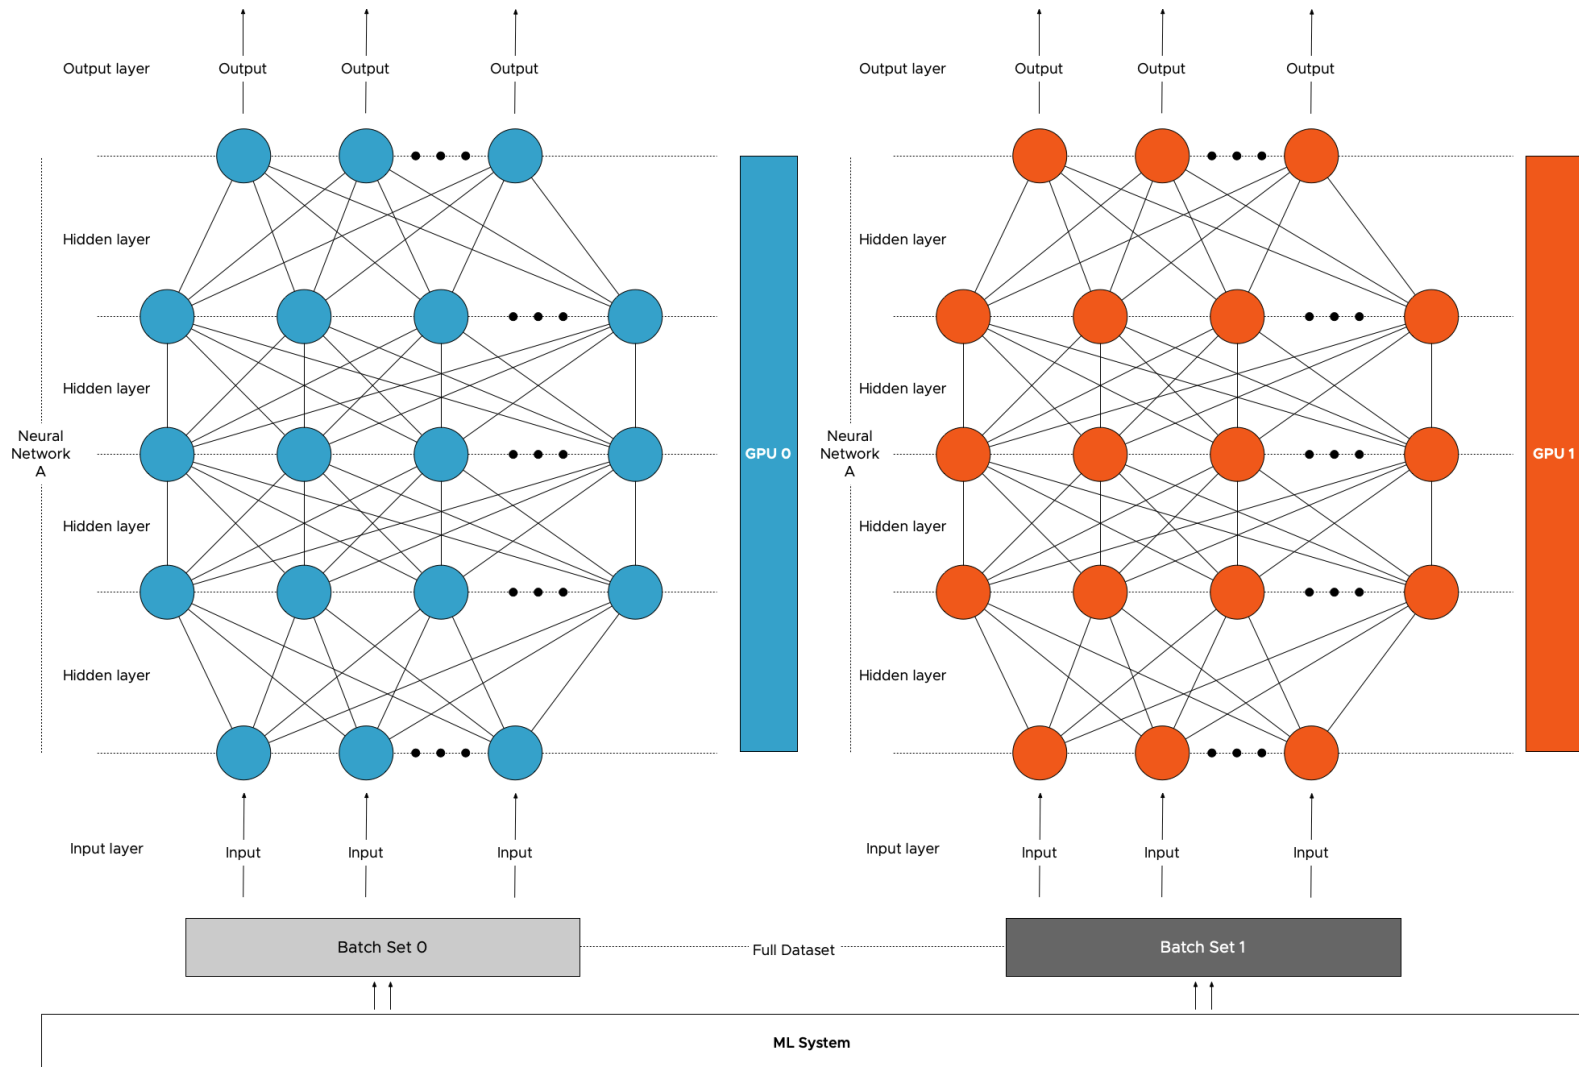 Output layer
Output
Output
Output
Output layer
Output
Output
Output
Hidden layer
Hidden layer
Hidden layer
Hidden layer
Neural
Network
A
GPU 0
Neural
Network
A
GPU 1
Hidden layer
Hidden layer
Hidden layer
Hidden layer
Input layer
Input
Input
Input
Input layer
Input
Input
Input
Batch Set 0
Full Dataset
Batch Set 1
ML System